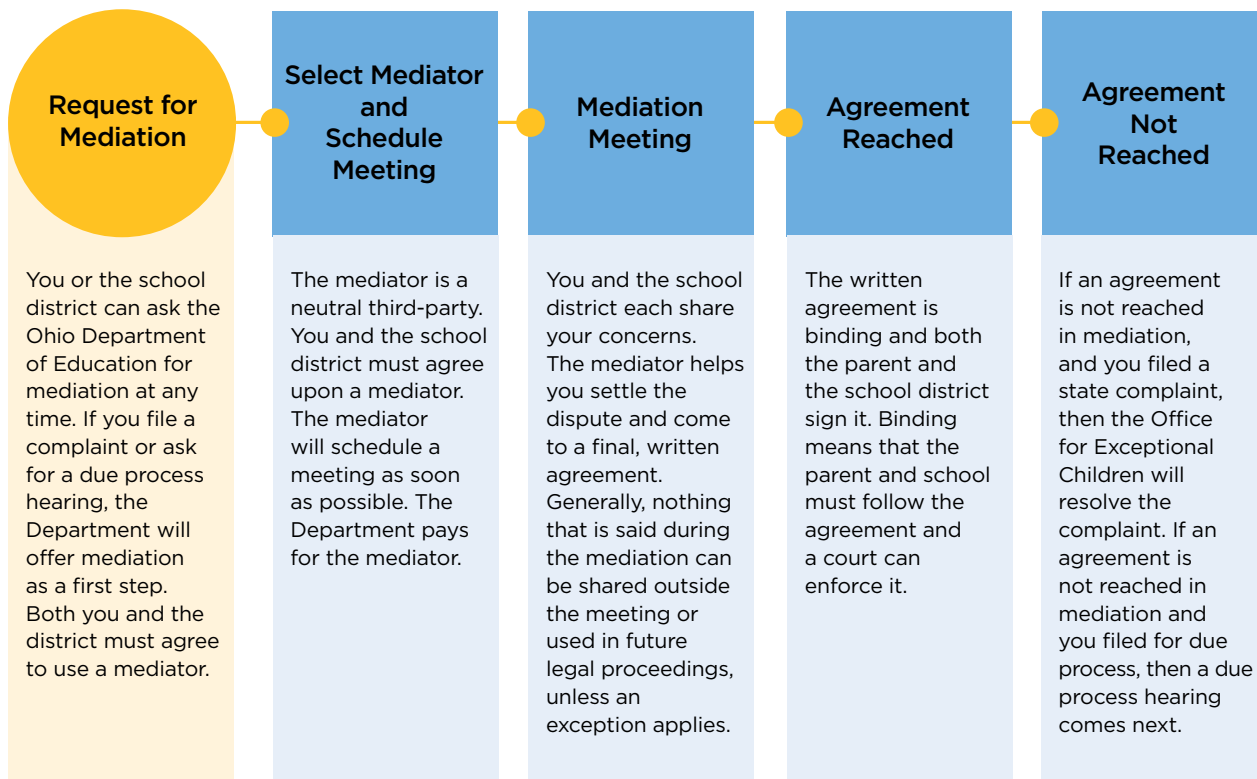 Request for
Mediation
You or the school
district can ask the
Ohio Department
of Education for
mediation at any
time. If you file a
complaint or ask
for a due process
hearing, the
Department will
offer mediation
as a first step.
Both you and the
district must agree
to use a mediator.
Select Mediator
and
Schedule
Meeting
The mediator is a
neutral third-party.
You and the school
district must agree
upon a mediator.
The mediator
will schedule a
meeting as soon
as possible. The
Department pays
for the mediator.
Mediation
Meeting
You and the school
district each share
your concerns.
The mediator helps
you settle the
dispute and come
to a final, written
agreement.
Generally, nothing
that is said during
the mediation can
be shared outside
the meeting or
used in future
legal proceedings,
unless an
exception applies.
Agreement
Reached
The written
agreement is
binding and both
the parent and
the school district
sign it. Binding
means that the
parent and school
must follow the
agreement and
a court can
enforce it.
Agreement
Not
Reached
If an agreement
is not reached
in mediation,
and you filed a
state complaint,
then the Office
for Exceptional
Children will
resolve the
complaint. If an
agreement is
not reached in
mediation and
you filed for due
process, then a due
process hearing
comes next.